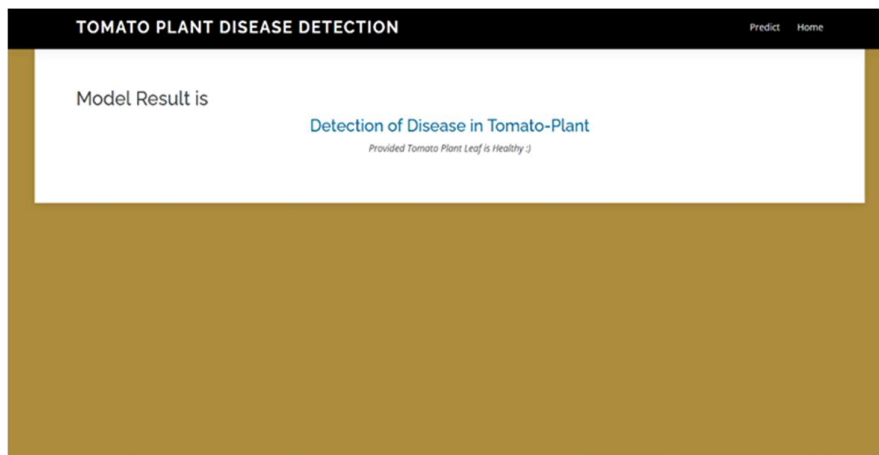 TOMATO PLANT DISEASE DETECTION
Predict Home
Model Result is
Detection of Disease in Tomato-Plant
Provided Tomato Plant Leaf is Healthy :)